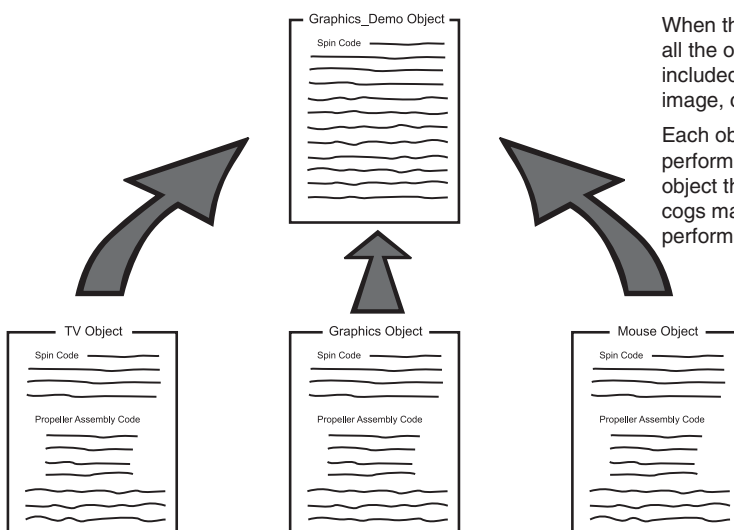 Graphics_Demo Object
Spin Code
When th
all the o
included
image, 
Each ob
perform
object th
cogs ma
perform
TV Object
Spin Code
Propeller Assembly Code
Graphics Object
Spin Code
Propeller Assembly Code
Mouse Object
Spin Code
Propeller Assembly Code